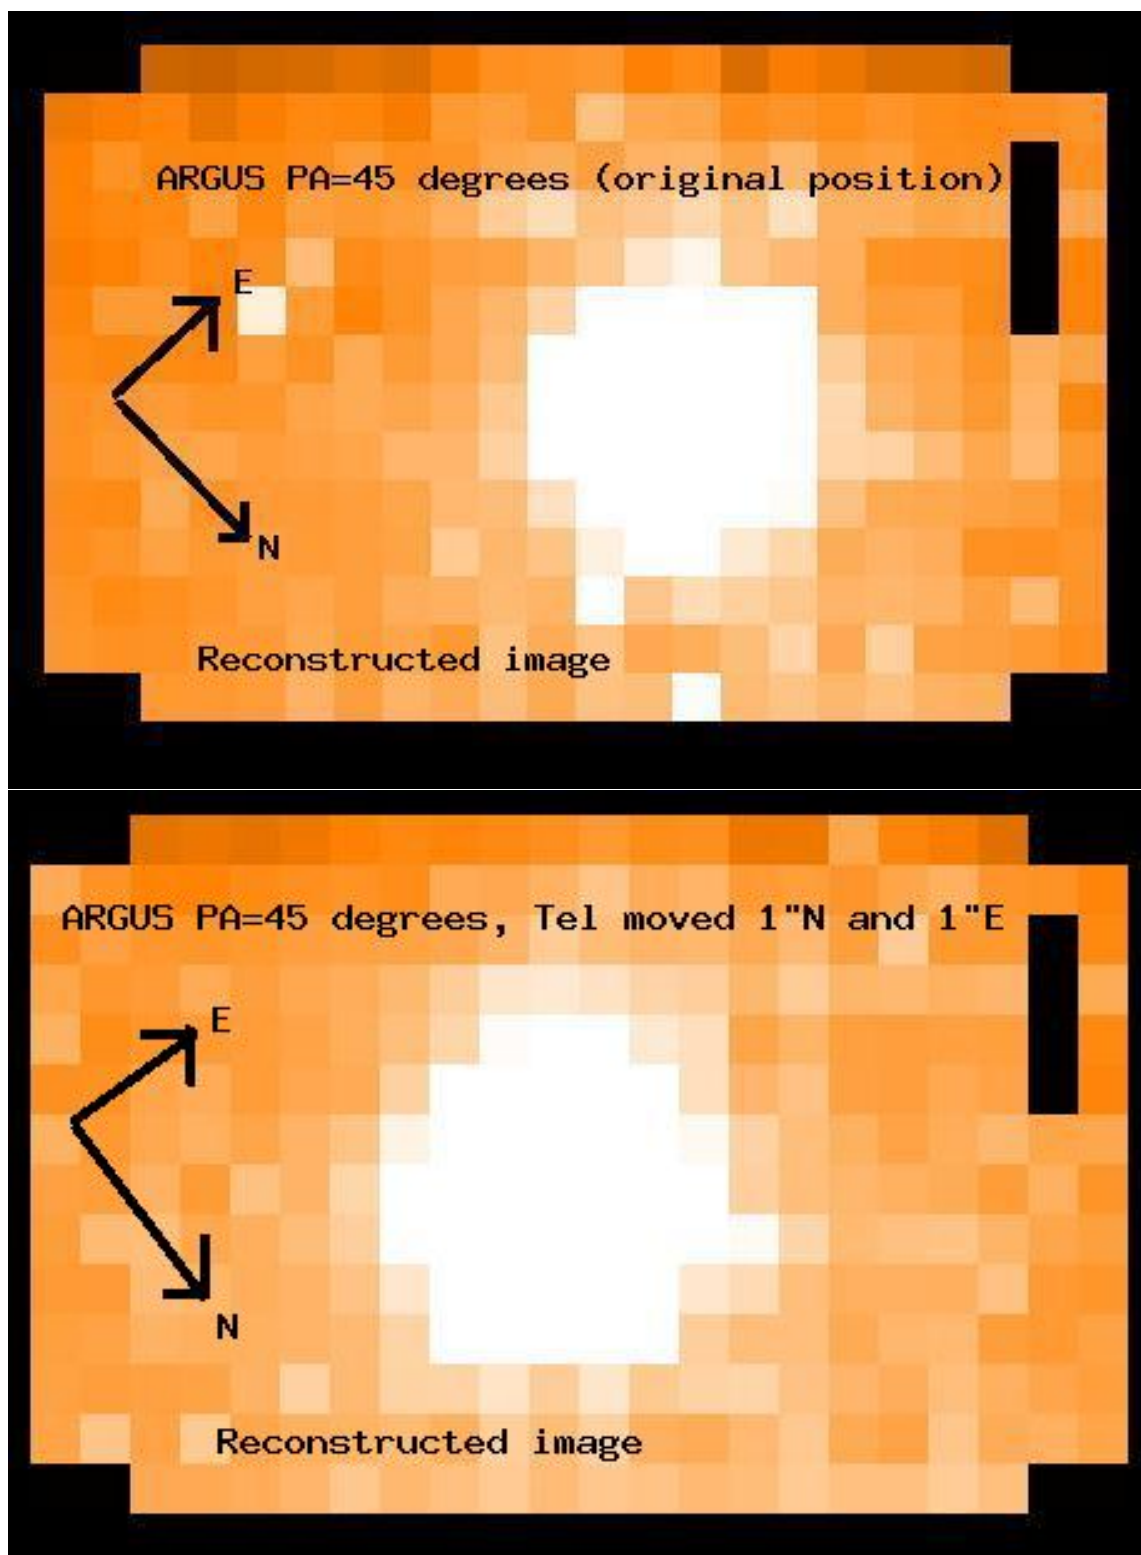 ARGUS PA=45 degrees (original position)
E
N
Reconstructed image
ARGUS PA=45 degrees, Tel moved 1"N and 1"E
E
N
Reconstructed image